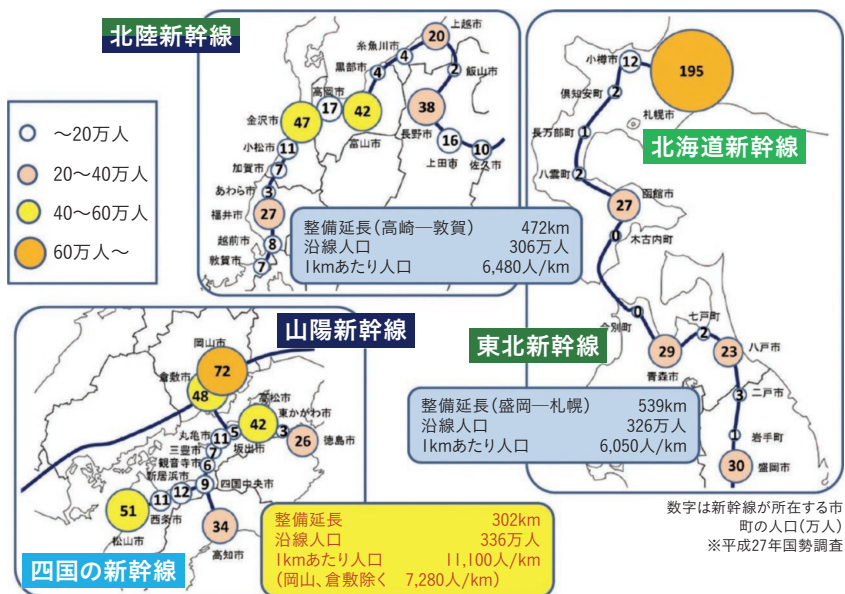 北陸新幹線
～20万人
20～40万人
40～60万人
60万人～
上越市
20
糸魚川市
4
黒部市
4
飯山市
2
高岡市
17
金沢市
47
42
富山市
38
長野市
16
上田市
10
佐久市
小松市
11
加賀市
7
あわら市
3
福井市
27
越前市
8
敦賀市
7
整備延長(高崎―敦賀) 472km
沿線人口 306万人
1kmあたり人口 6,480人/km
小樽市
12
195
札幌市
倶知安町
2
長万部町
1
北海道新幹線
八雲町
2
函館市
27
0
木古内町
0
今別町
七戸町
2
29
青森市
23
八戸市
3
二戸市
1
岩手町
30
盛岡市
東北新幹線
整備延長(盛岡―札幌) 539km
沿線人口 326万人
1kmあたり人口 6,050人/km
数字は新幹線が所在する市
町の人口(万人)
※平成27年国勢調査
山陽新幹線
岡山市
72
倉敷市
48
高松市
42
東かがわ市
3
26
徳島市
丸亀市
11
5
坂出市
三豊市
7
観音寺市
6
新居浜市
12
9
四国中央市
11
西条市
51
松山市
34
高知市
四国の新幹線
整備延長 302km
沿線人口 336万人
1kmあたり人口 11,100人/km
(岡山、倉敷除く 7,280人/km)